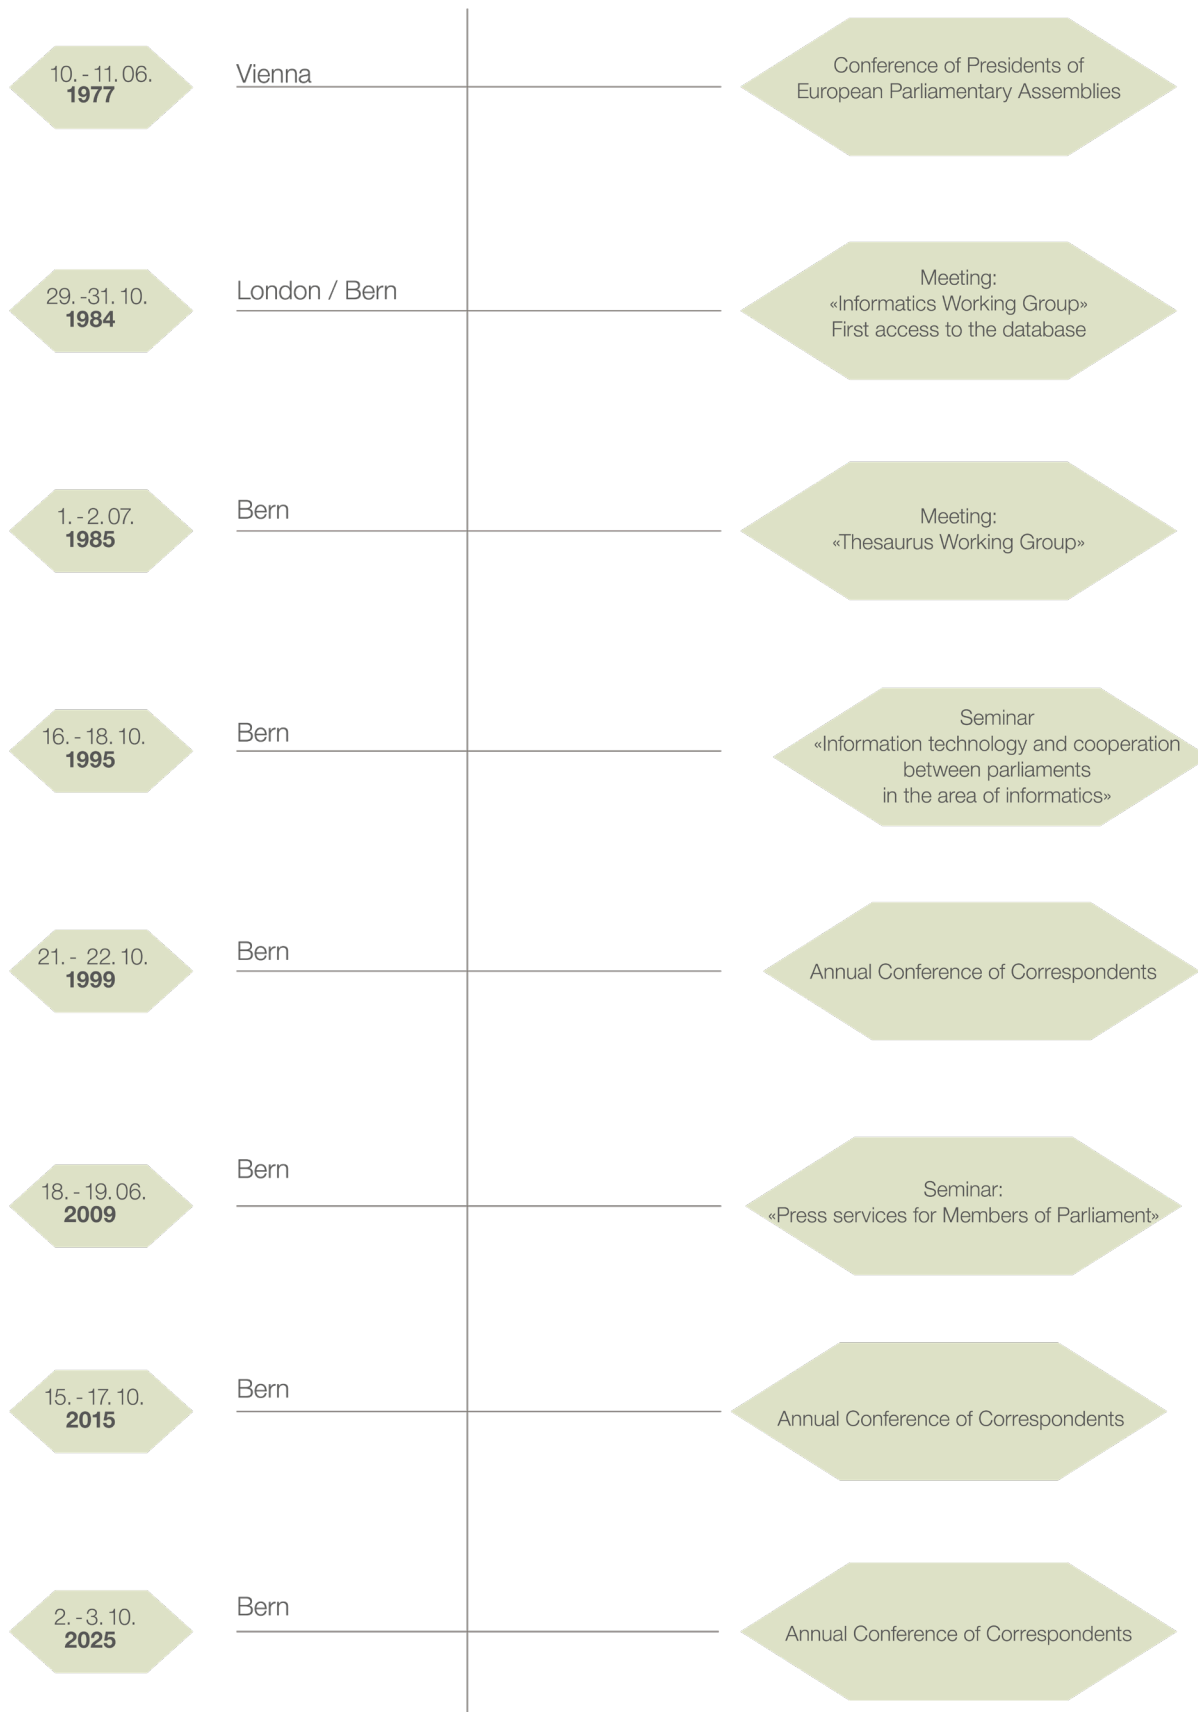 10. - 11. 06.
1977
Vienna
Conference of Presidents of
European Parliamentary Assemblies
29. -31. 10.
1984
London / Bern
Meeting:
«Informatics Working Group»
First access to the database
1. - 2. 07.
1985
Bern
Meeting:
«Thesaurus Working Group»
16. - 18. 10.
1995
Bern
Seminar
«Information technology and cooperation
between parliaments
in the area of informatics»
21. - 22. 10.
1999
Bern
Annual Conference of Correspondents
18. - 19. 06.
2009
Bern
Seminar:
«Press services for Members of Parliament»
15. - 17. 10.
2015
Bern
Annual Conference of Correspondents
2. - 3. 10.
2025
Bern
Annual Conference of Correspondents